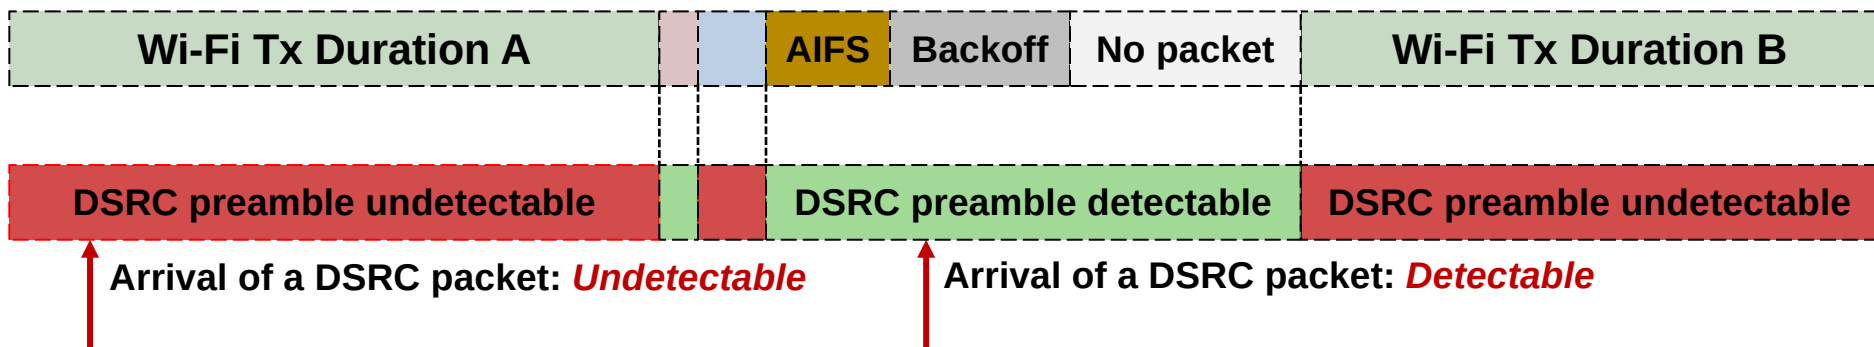 Wi-Fi Tx Duration A
AIFS
Backoff
No packet
Wi-Fi Tx Duration B
DSRC preamble undetectable
DSRC preamble detectable
DSRC preamble undetectable
Arrival of a DSRC packet: Undetectable
Arrival of a DSRC packet: Detectable